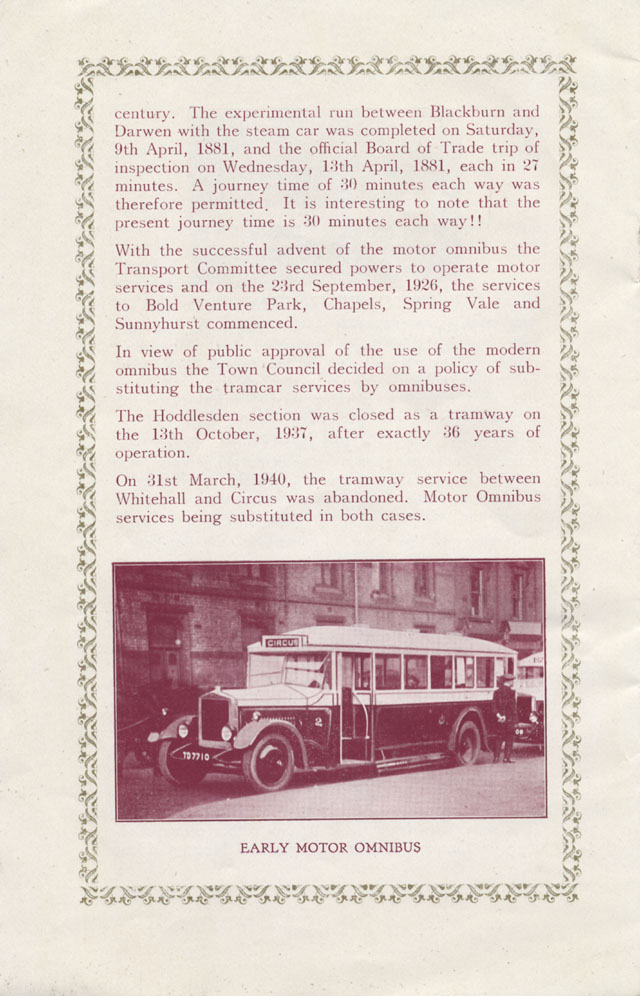 century. The experimental run between Blackburn and
Darwen with the steam car was completed on Saturday,
9th April, 1881, and the official Board of Trade trip of
inspection on Wednesday, 13th April, 1881, each in 27
minutes. A journey time of 30 minutes each way was
therefore permitted. It is interesting to note that the
present journey time is 30 minutes each way!!
With the successful advent of the motor omnibus the
Transport Committee secured powers to operate motor
services and on the 23rd September, 1926, the services
to Bold Venture Park, Chapels, Spring Vale and
Sunnyhurst commenced.
In view of public approval of the use of the modern
omnibus the Town Council decided on a policy of sub-
stituting the tramcar services by omnibuses.
The Hoddlesden section was closed as a tramway on
the 13th October, 1937, after exactly 36 years of
operation.
On 31st March, 1940, the tramway service between
Whitehall and Circus was abandoned. Motor Omnibus
services being substituted in both cases.
CIRCUS
2
TD7710
EARLY MOTOR OMNIBUS